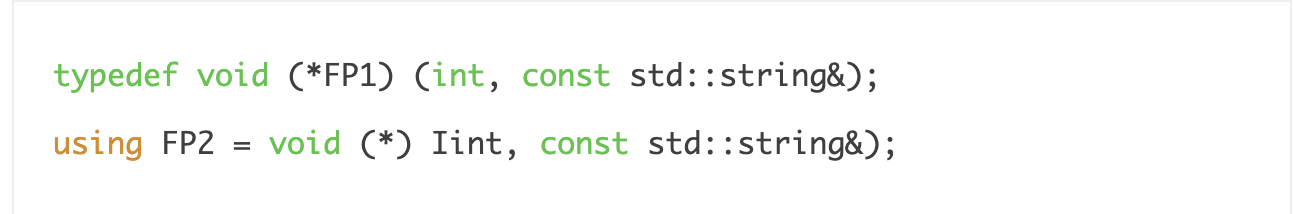 typedef void (*FP1) (int, const std::string&);
using FP2 = void (*) Iint, const std::string&);